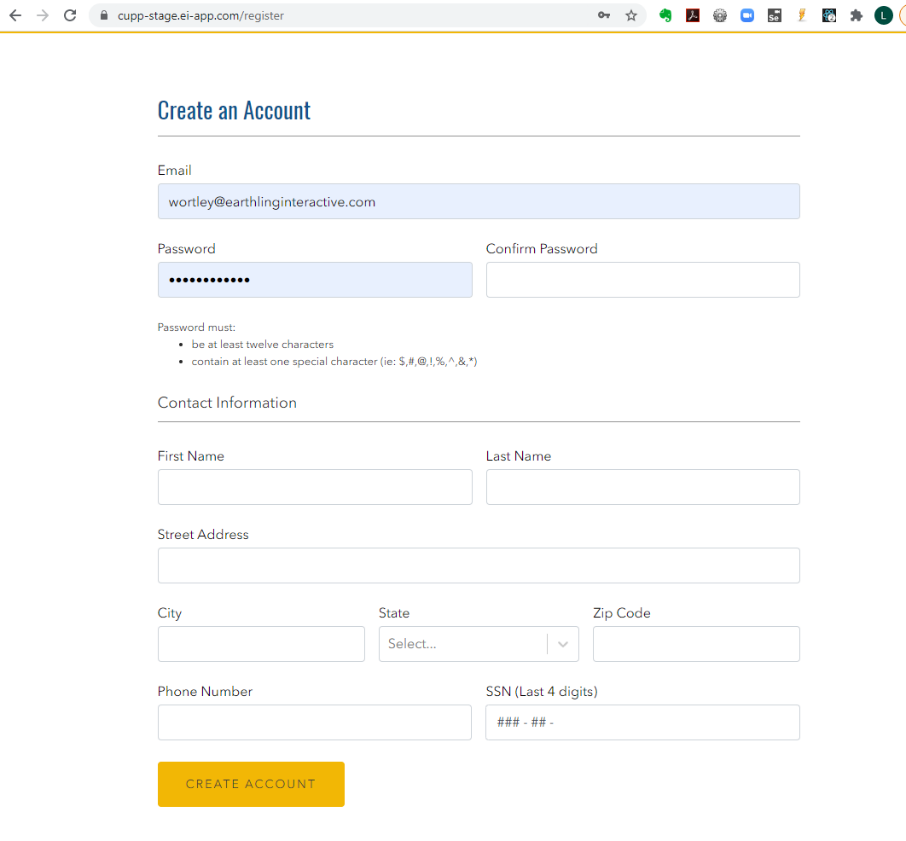 cupp-stage.ei-app.com/register
Se
2
L
Create an Account
Email
wortley@earthlinginteractive.com
Password Confirm Password
••••••••••••
Password must:
• be at least twelve characters
• contain at least one special character (ie: $,#,@,!,%,^,&,*)
Contact Information
First Name Last Name
Street Address
City State Zip Code
Select...
Phone Number SSN (Last 4 digits)
### - ## -
CREATE ACCOUNT